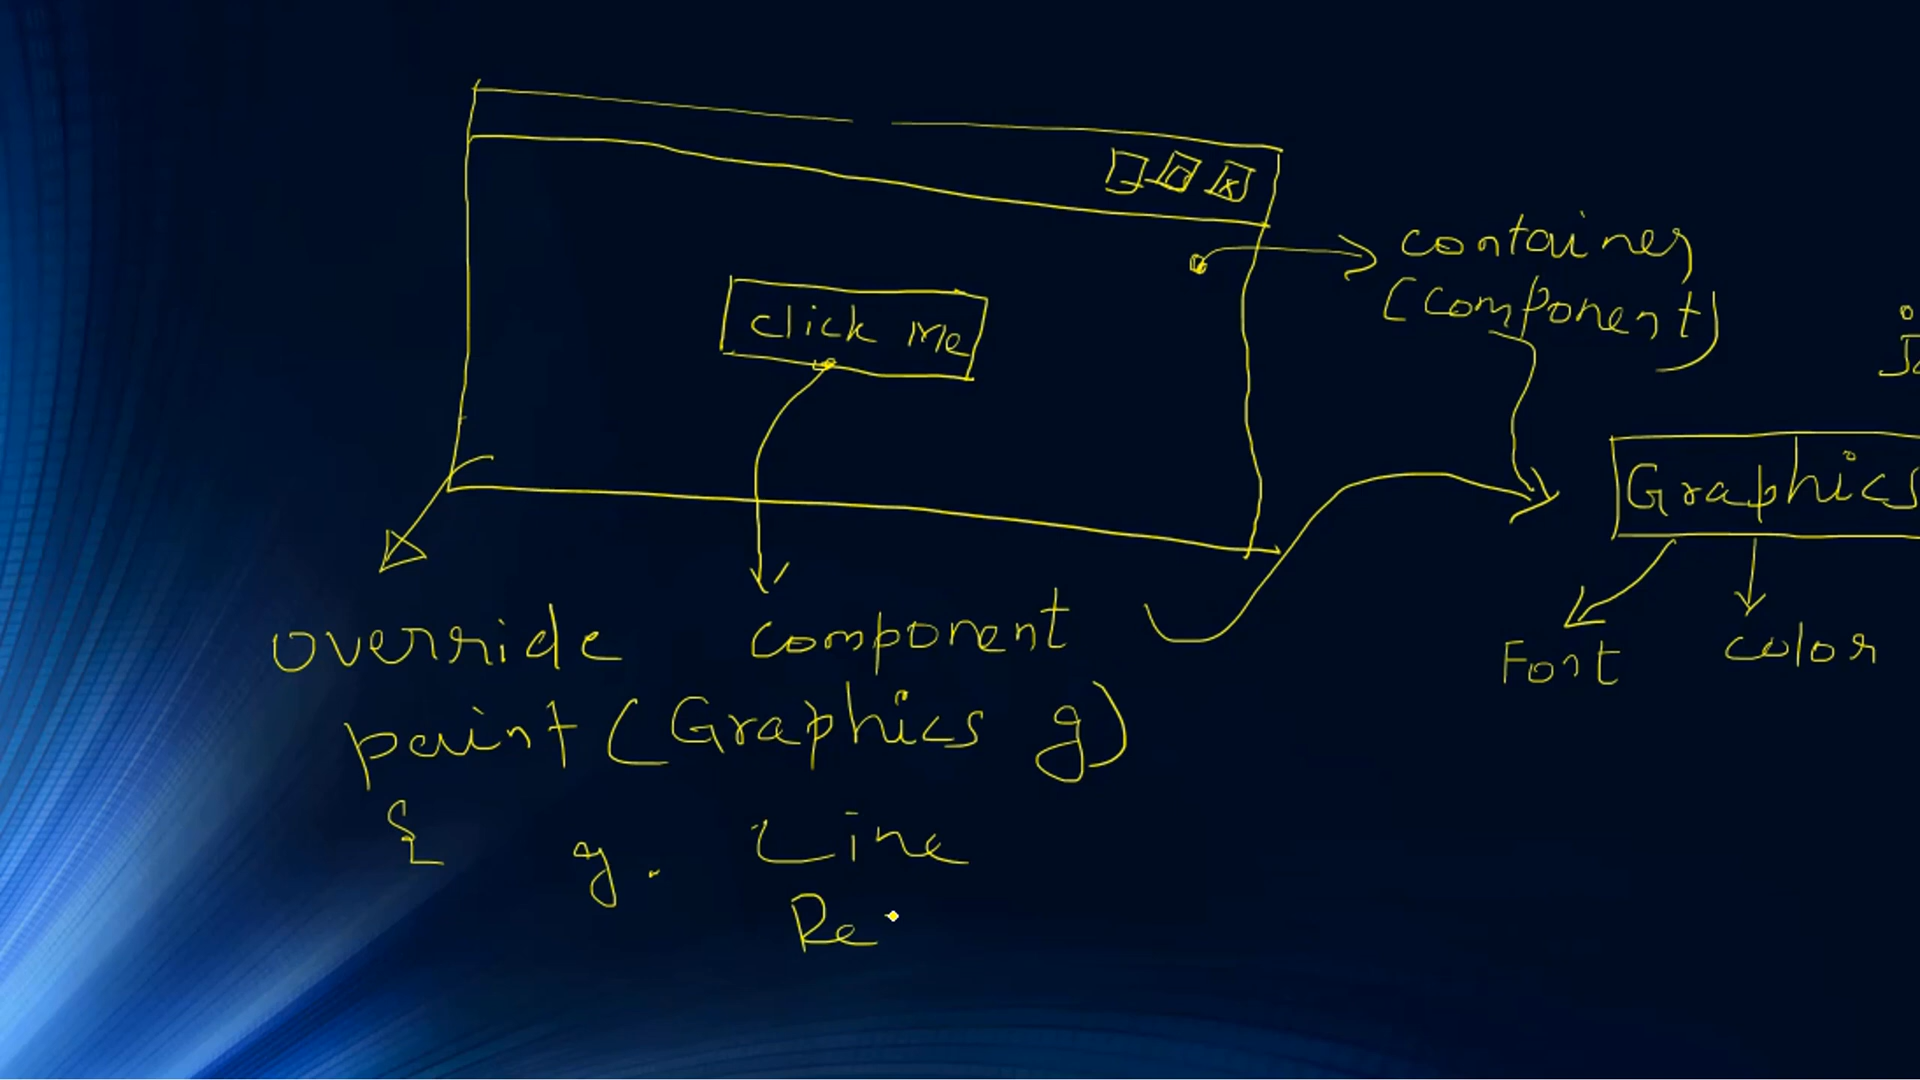 container
(component)
click me
Graphics
override component
Font color
paint (Graphics g)
{ g. Line
Re